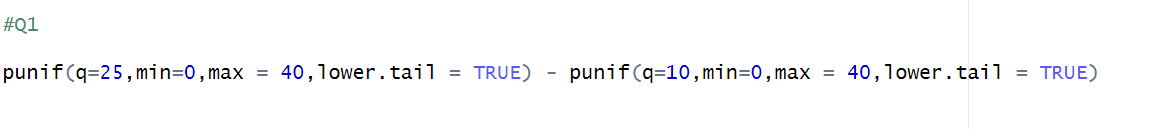 #Q1
punif(q=25,min=0,max = 40,lower.tail = TRUE) - punif(q=10,min=0,max = 40,lower.tail = TRUE)